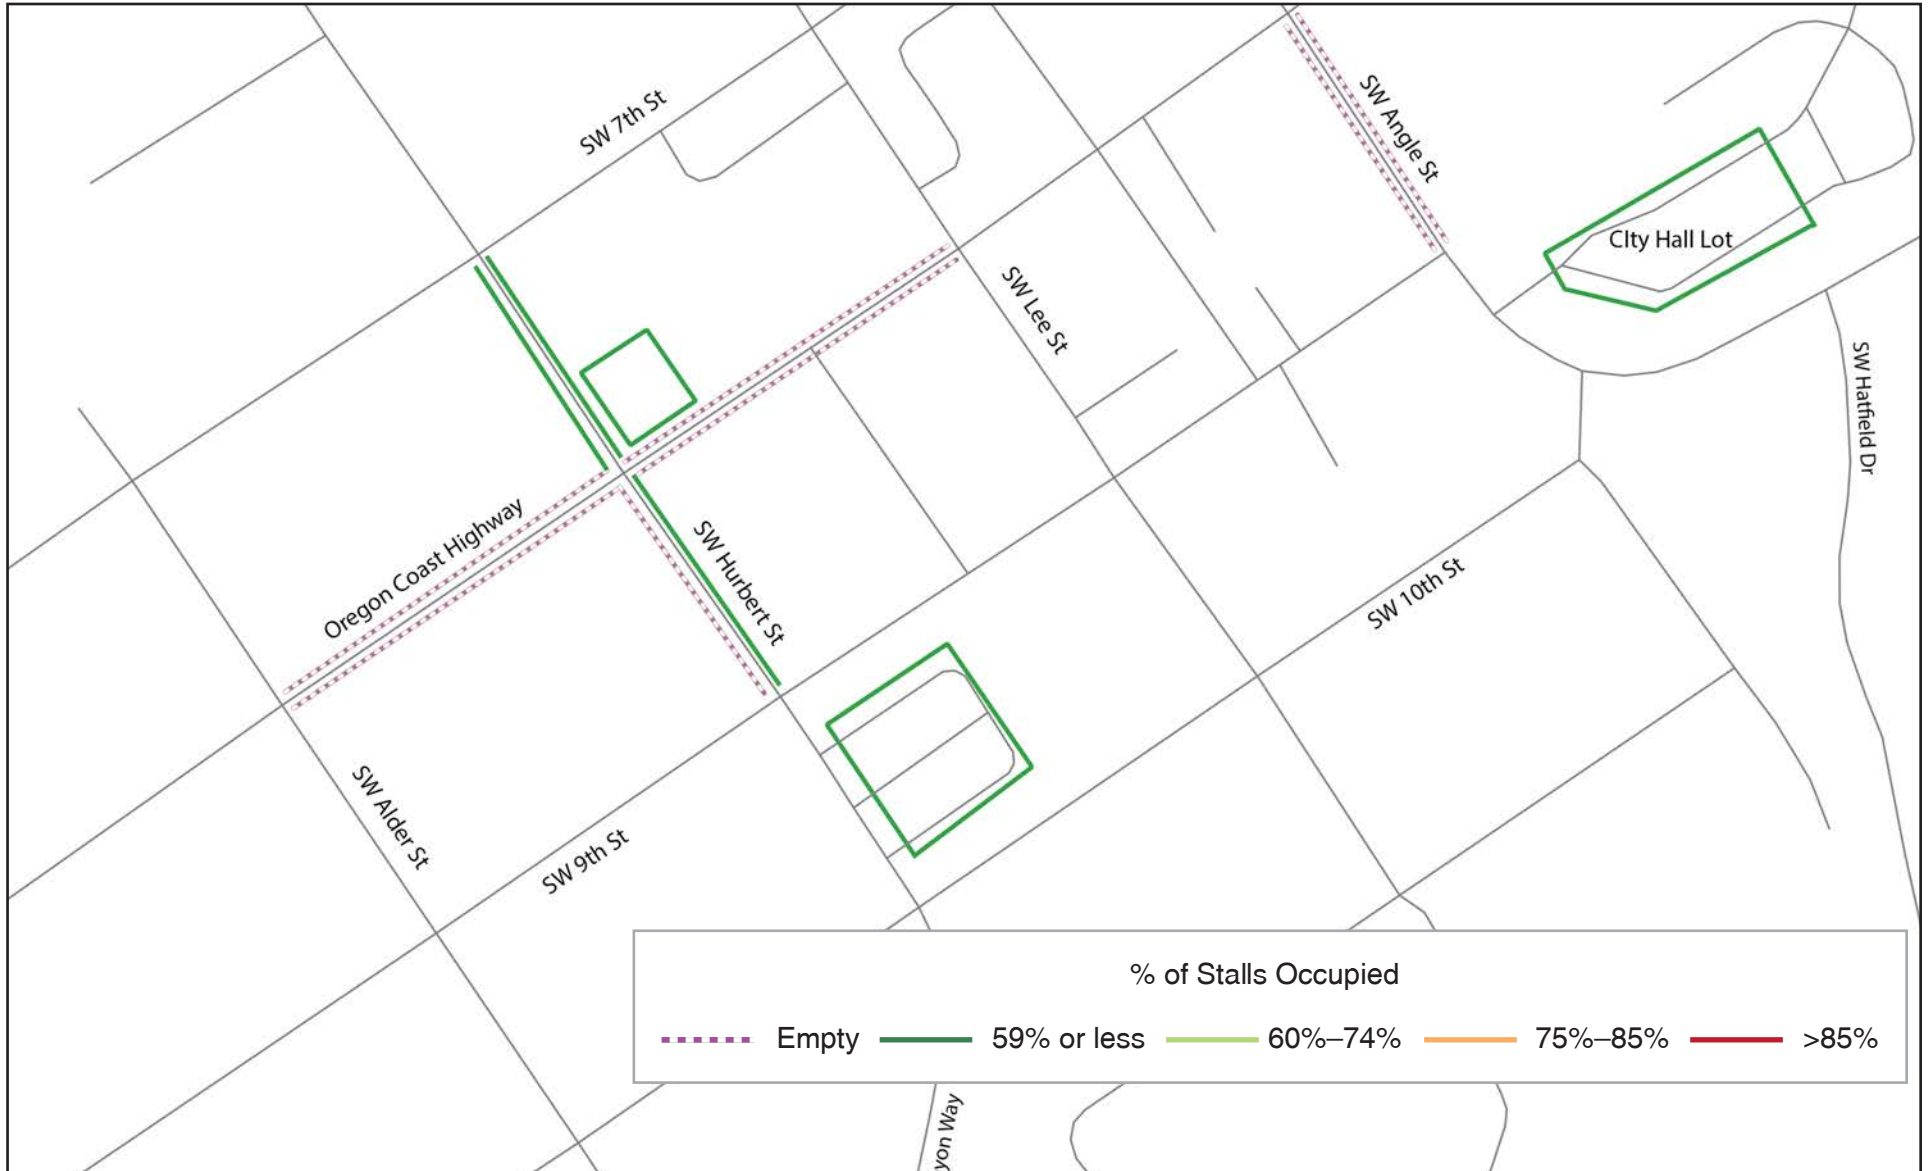 SW 7th St
SW Angle St
CIty Hall Lot
SW Lee St
SW Hatfield Dr
Oregon Coast Highway
SW Hurbert St
SW 10th St
SW Alder St
SW 9th St
% of Stalls Occupied
Empty 59% or less 60%–74% 75%–85% >85%
yon Way